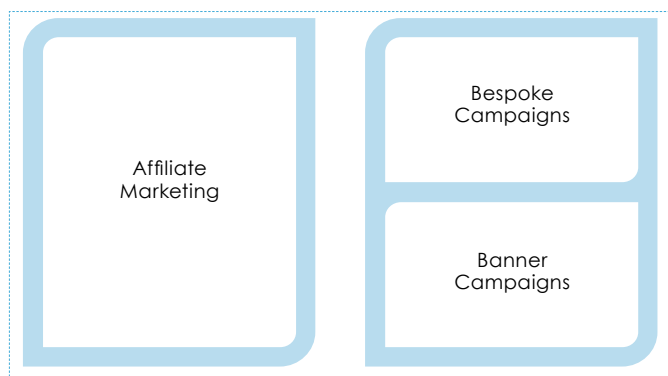 Affiliate
Marketing
Bespoke
Campaigns
Banner
Campaigns